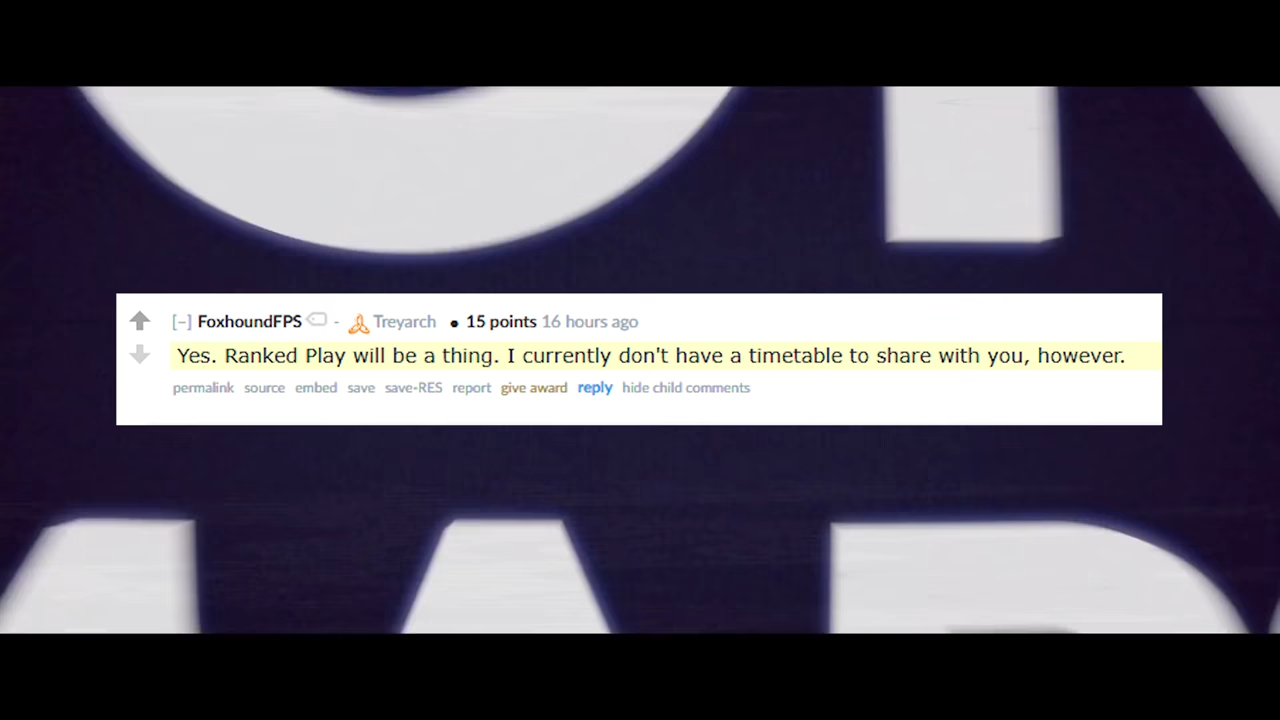 [–] FoxhoundFPS - Treyarch • 15 points 16 hours ago
Yes. Ranked Play will be a thing. I currently don't have a timetable to share with you, however.
permalink source embed save save-RES report give award reply hide child comments